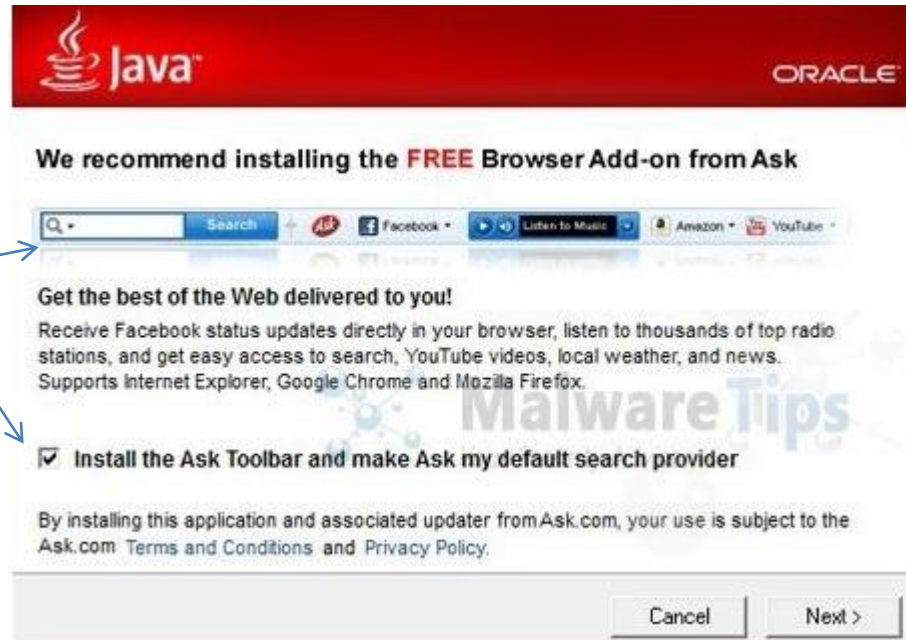 Java™
ORACLE
We recommend installing the FREE Browser Add-on from Ask
Search Ask Facebook Listen to Music Amazon YouTube
Get the best of the Web delivered to you!
Receive Facebook status updates directly in your browser, listen to thousands of top radio
stations, and get easy access to search, YouTube videos, local weather, and news.
Supports Internet Explorer, Google Chrome and Mozilla Firefox.
Malware Tips
Install the Ask Toolbar and make Ask my default search provider
By installing this application and associated updater from Ask.com, your use is subject to the
Ask.com Terms and Conditions and Privacy Policy.
Cancel Next >